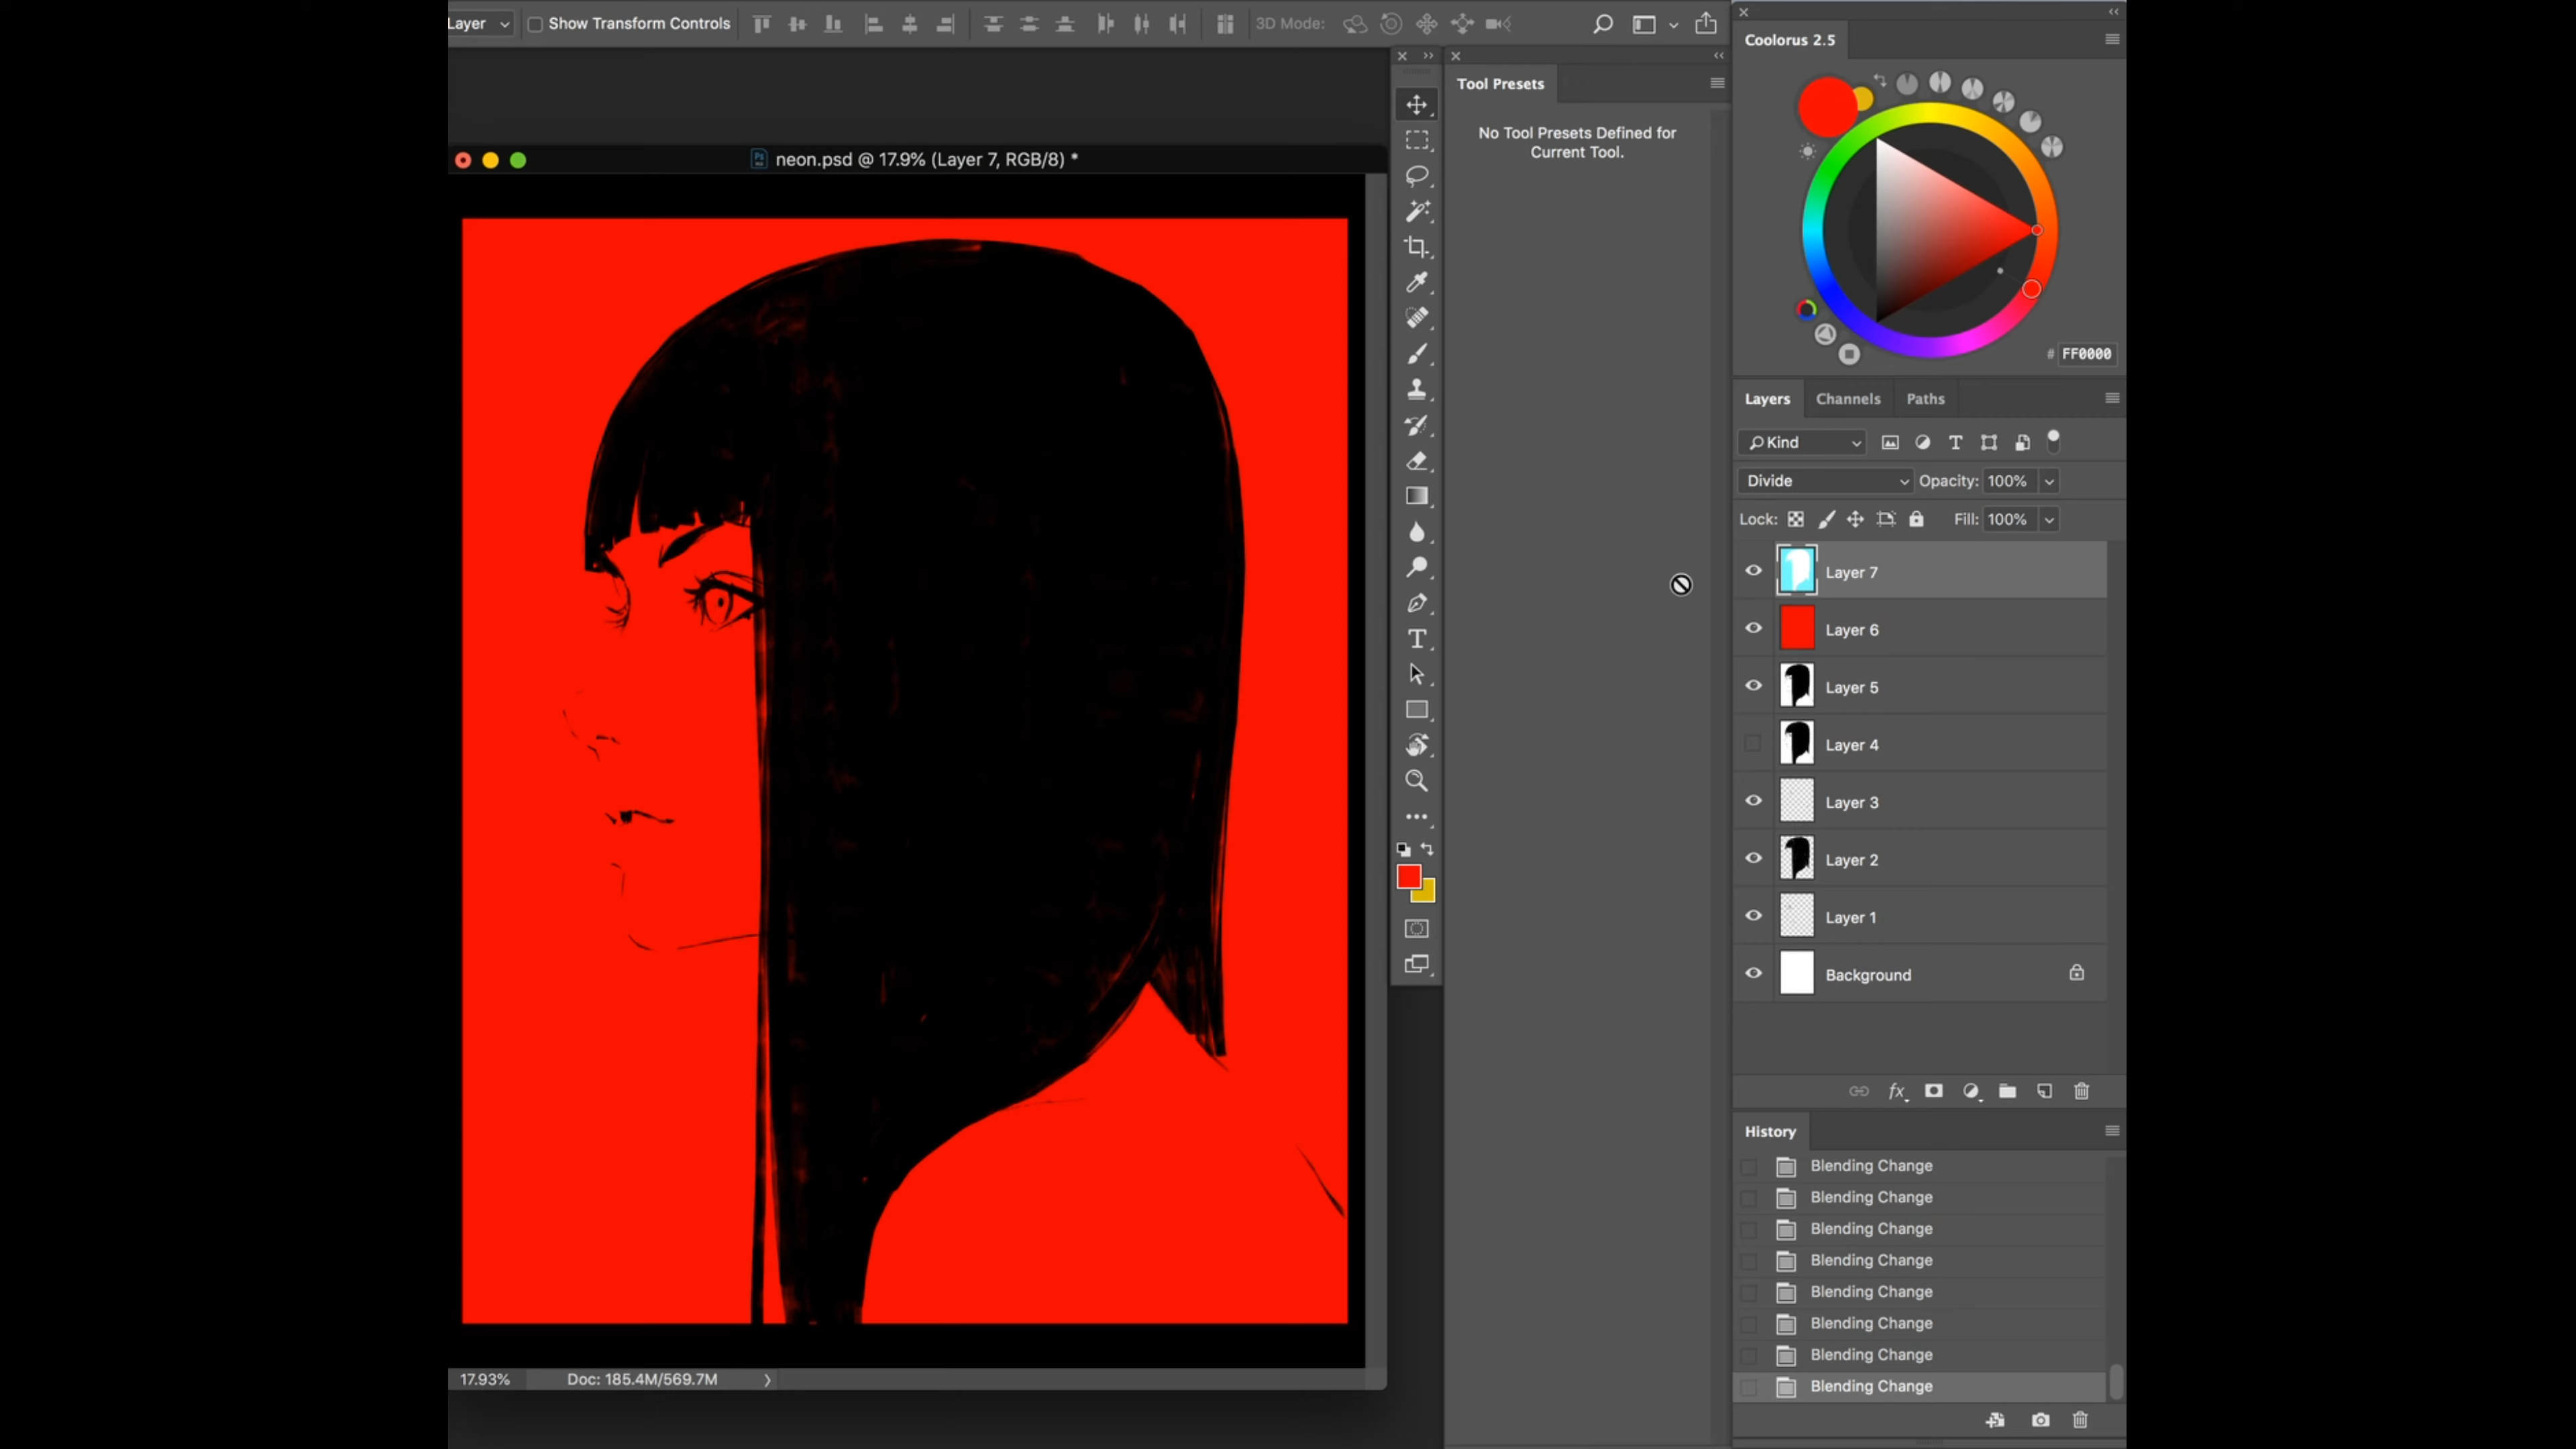 Layer
Show Transform Controls
3D Mode:
neon.psd @ 17.9% (Layer 7, RGB/8) *
17.93%
Doc: 185.4M/569.7M
Tool Presets
No Tool Presets Defined for
Current Tool.
Coolorus 2.5
# FF0000
Layers
Channels
Paths
Kind
Divide
Opacity: 100%
Lock:
Fill: 100%
Layer 7
Layer 6
Layer 5
Layer 4
Layer 3
Layer 2
Layer 1
Background
fx
History
Blending Change
Blending Change
Blending Change
Blending Change
Blending Change
Blending Change
Blending Change
Blending Change